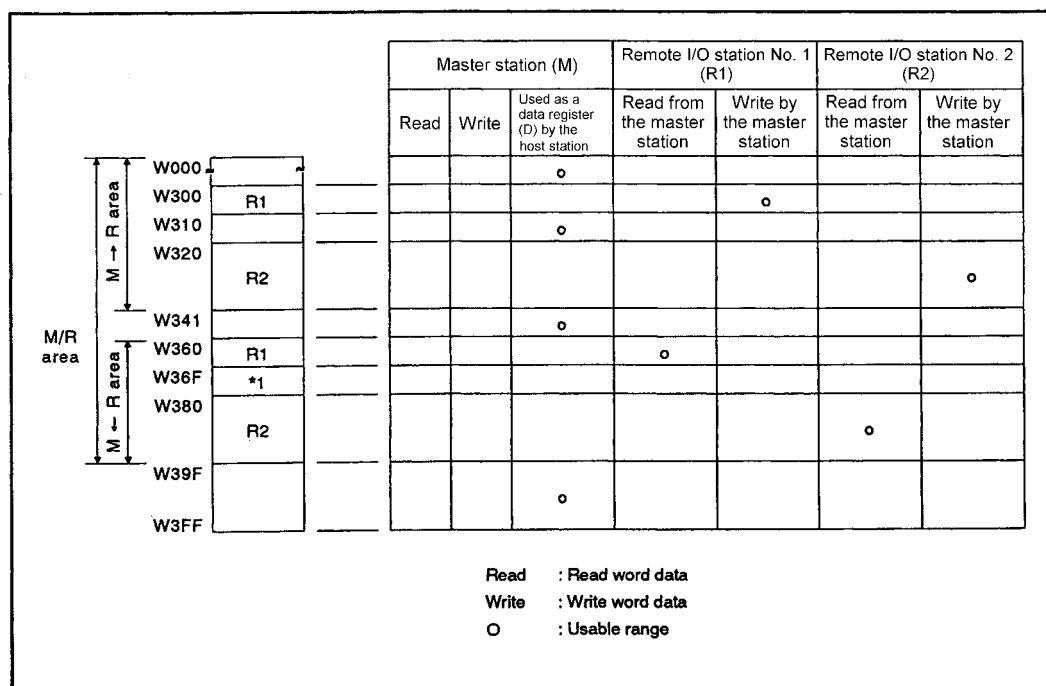 Master station (M)
Remote I/O station No. 1
(R1)
Remote I/O station No. 2
(R2)
Read
Write
Used as a
data register
(D) by the
host station
Read from
the master
station
Write by
the master
station
Read from
the master
station
Write by
the master
station
W000
W300
R1
W310
W320
R2
W341
W360
R1
W36F
*1
W380
R2
W39F
W3FF
M/R
area
M → R area
M ← R area
Read : Read word data
Write : Write word data
O : Usable range